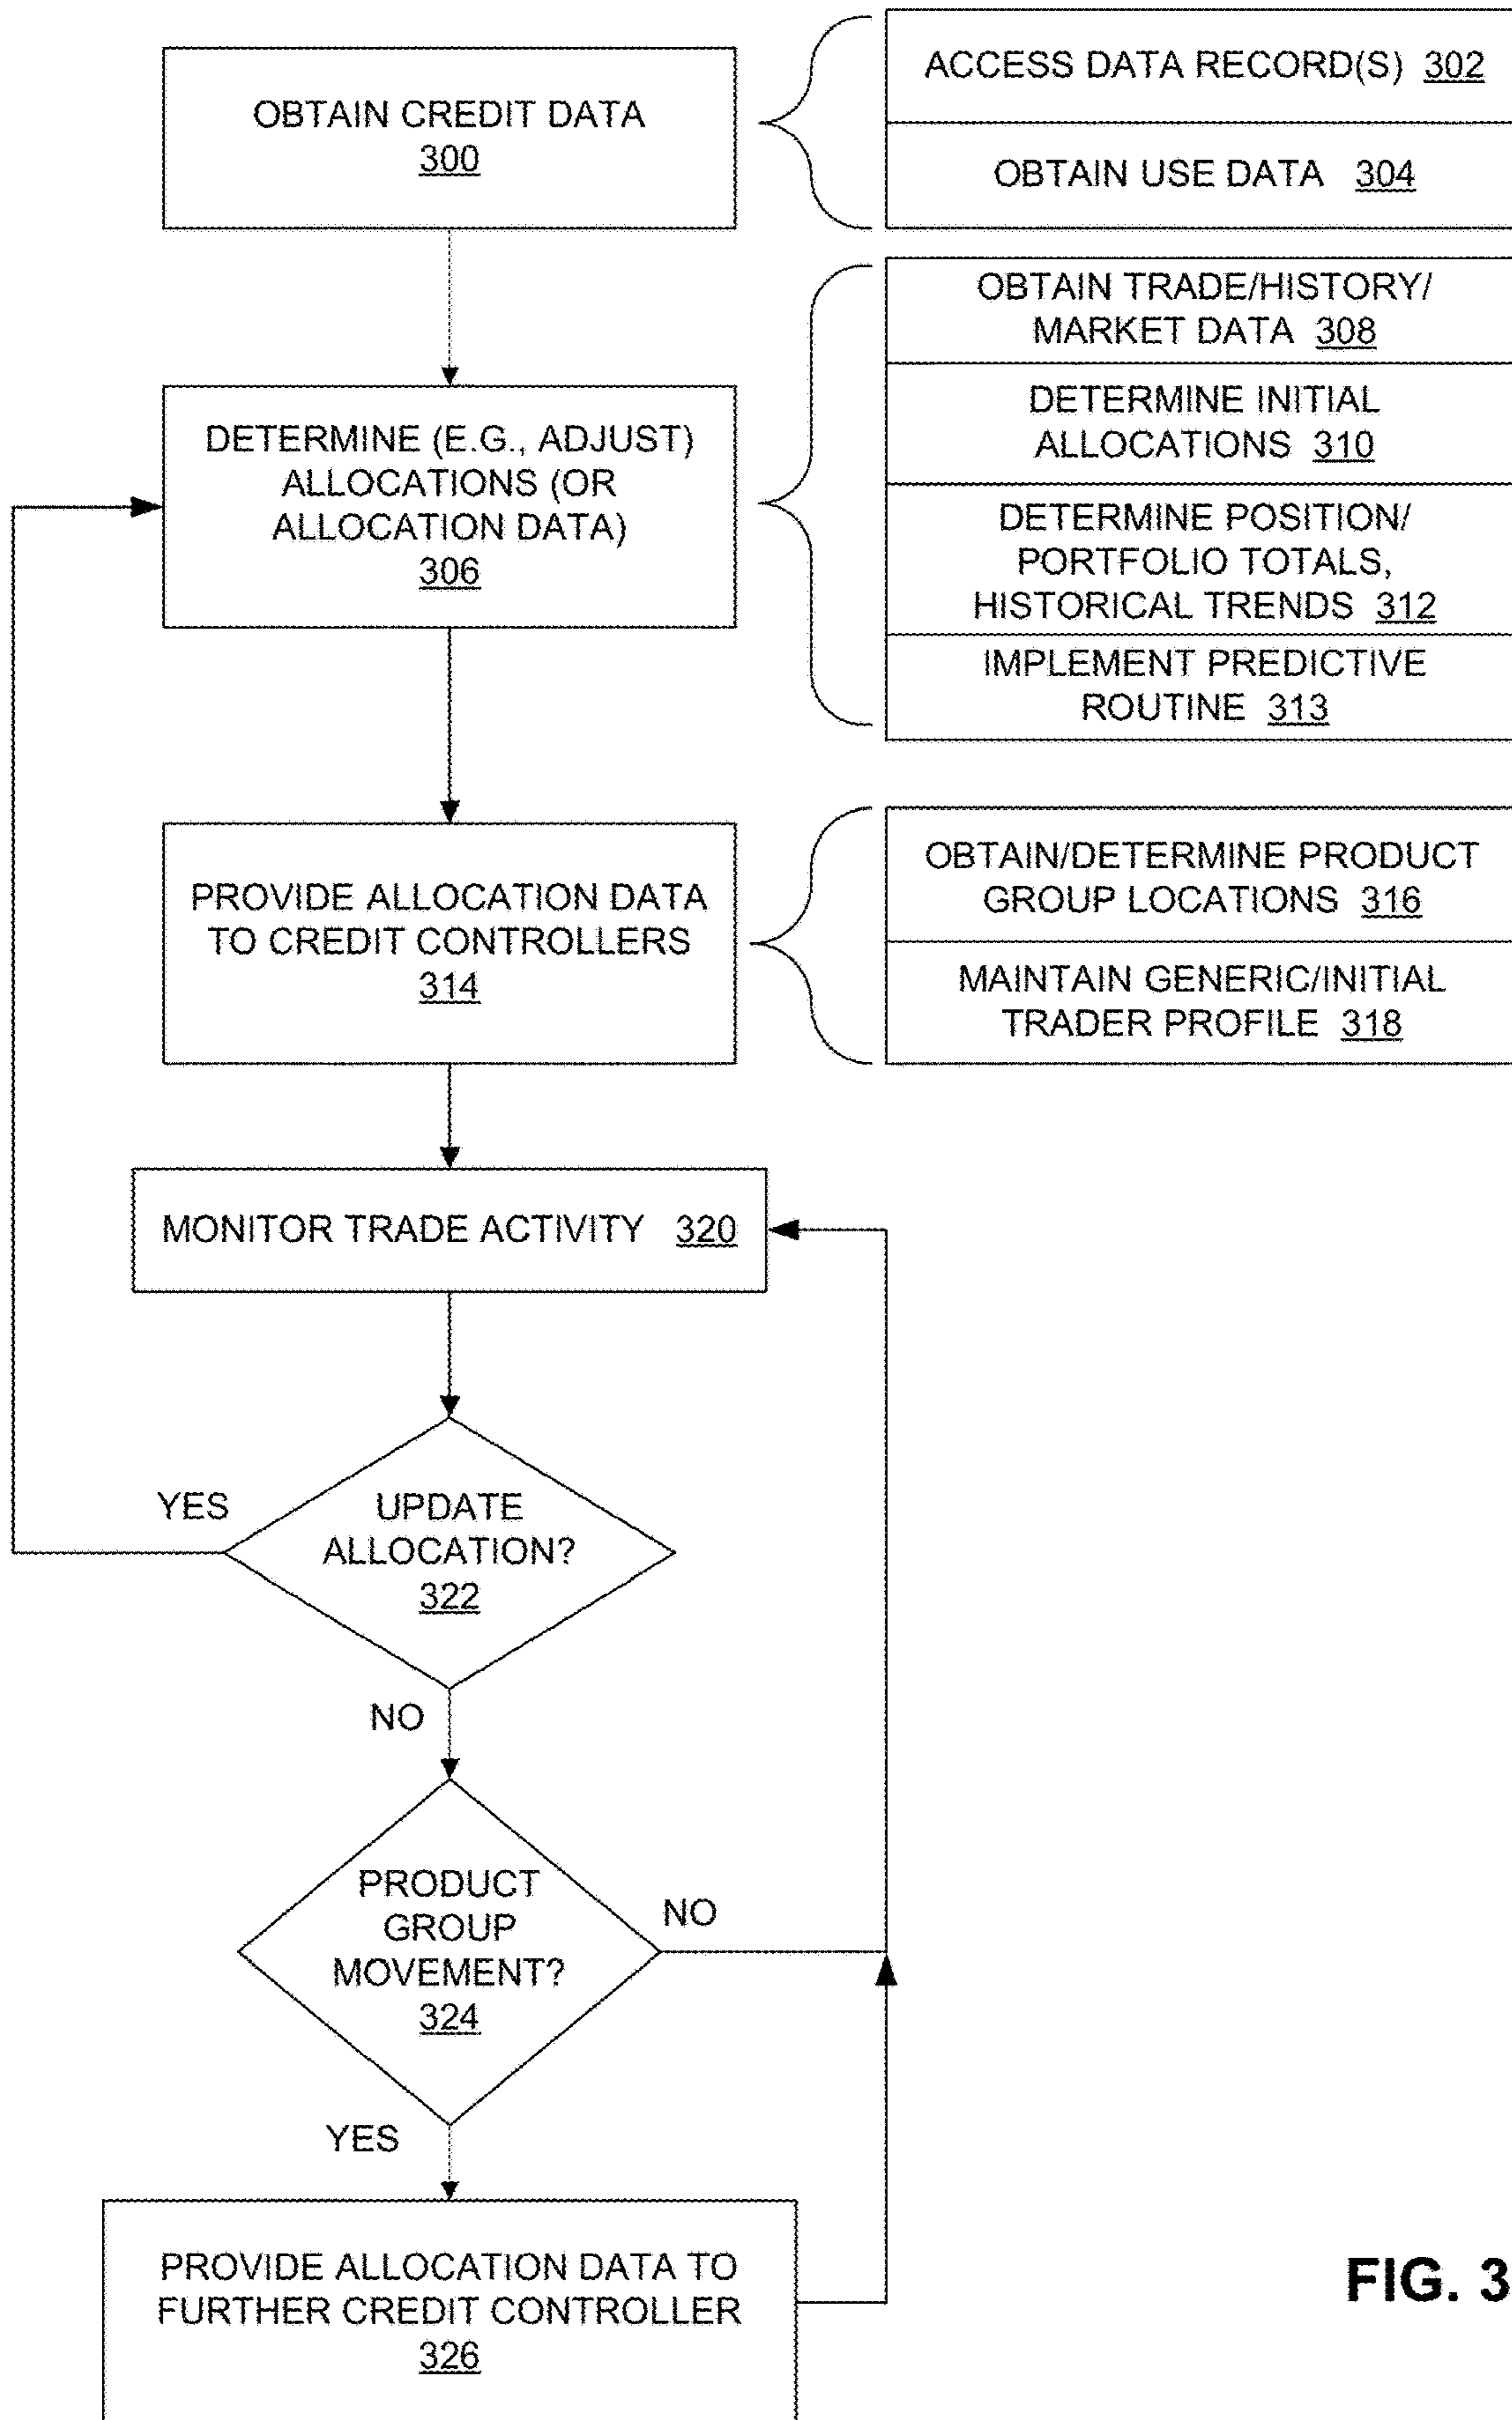 OBTAIN CREDIT DATA
300
ACCESS DATA RECORD(S) 302
OBTAIN USE DATA 304
DETERMINE (E.G., ADJUST)
ALLOCATIONS (OR
ALLOCATION DATA)
306
OBTAIN TRADE/HISTORY/
MARKET DATA 308
DETERMINE INITIAL
ALLOCATIONS 310
DETERMINE POSITION/
PORTFOLIO TOTALS,
HISTORICAL TRENDS 312
IMPLEMENT PREDICTIVE
ROUTINE 313
PROVIDE ALLOCATION DATA
TO CREDIT CONTROLLERS
314
OBTAIN/DETERMINE PRODUCT
GROUP LOCATIONS 316
MAINTAIN GENERIC/INITIAL
TRADER PROFILE 318
MONITOR TRADE ACTIVITY 320
YES
UPDATE
ALLOCATION?
322
NO
PRODUCT
GROUP
MOVEMENT?
324
NO
YES
PROVIDE ALLOCATION DATA TO
FURTHER CREDIT CONTROLLER
326
FIG. 3